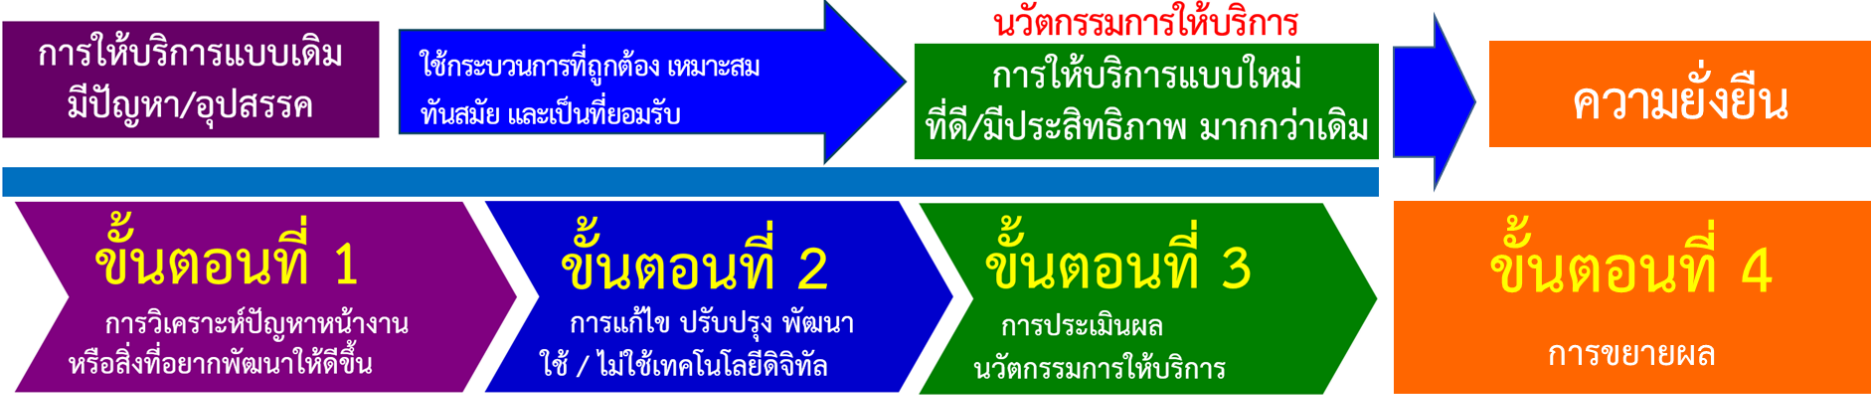 การให้บริการแบบเดิม
มีปัญหา/อุปสรรค
ใช้กระบวนการที่ถูกต้อง เหมาะสม
ทันสมัย และเป็นที่ยอมรับ
นวัตกรรมการให้บริการ
การให้บริการแบบใหม่
ที่ดี/มีประสิทธิภาพ มากกว่าเดิม
ความยั่งยืน
ขั้นตอนที่ 1
การวิเคราะห์ปัญหาหน้างาน
หรือสิ่งที่อยากพัฒนาให้ดีขึ้น
ขั้นตอนที่ 2
การแก้ไข ปรับปรุง พัฒนา
ใช้ / ไม่ใช้เทคโนโลยีดิจิทัล
ขั้นตอนที่ 3
การประเมินผล
นวัตกรรมการให้บริการ
ขั้นตอนที่ 4
การขยายผล